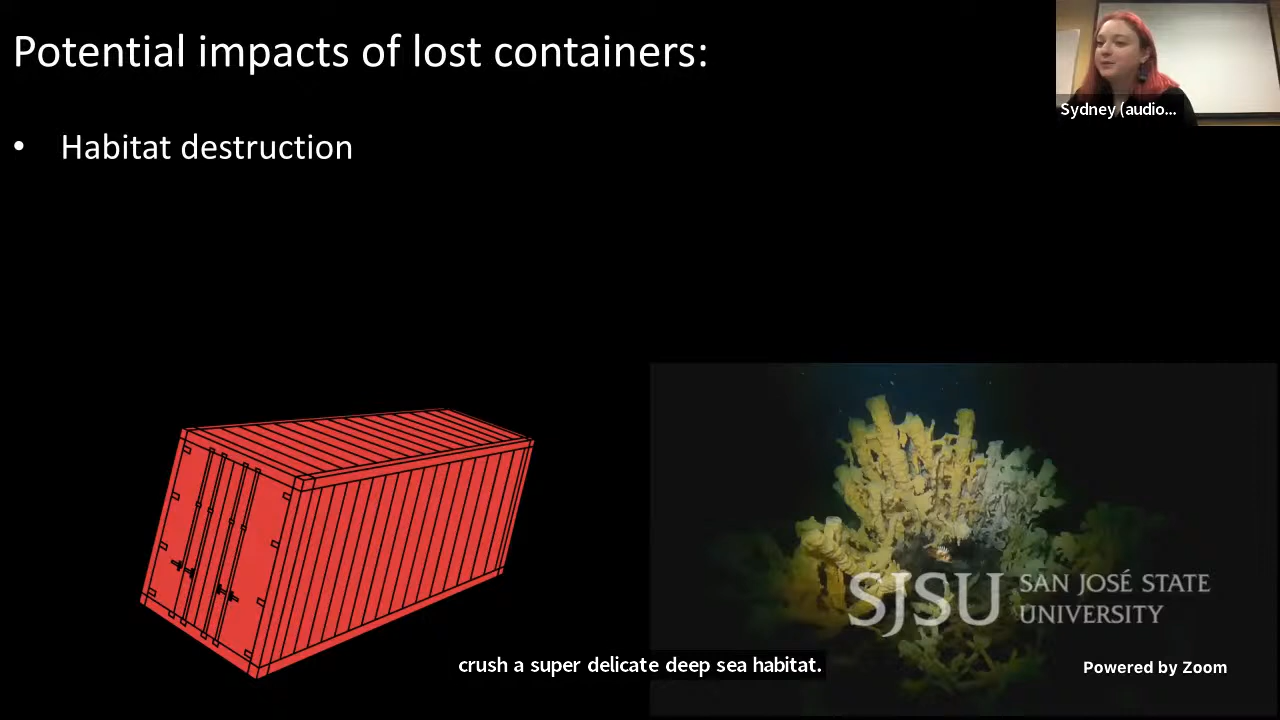 Potential impacts of lost containers:
Sydney (audio...
• Habitat destruction
SJSU SAN JOSÉ STATE
UNIVERSITY
crush a super delicate deep sea habitat.
Powered by Zoom